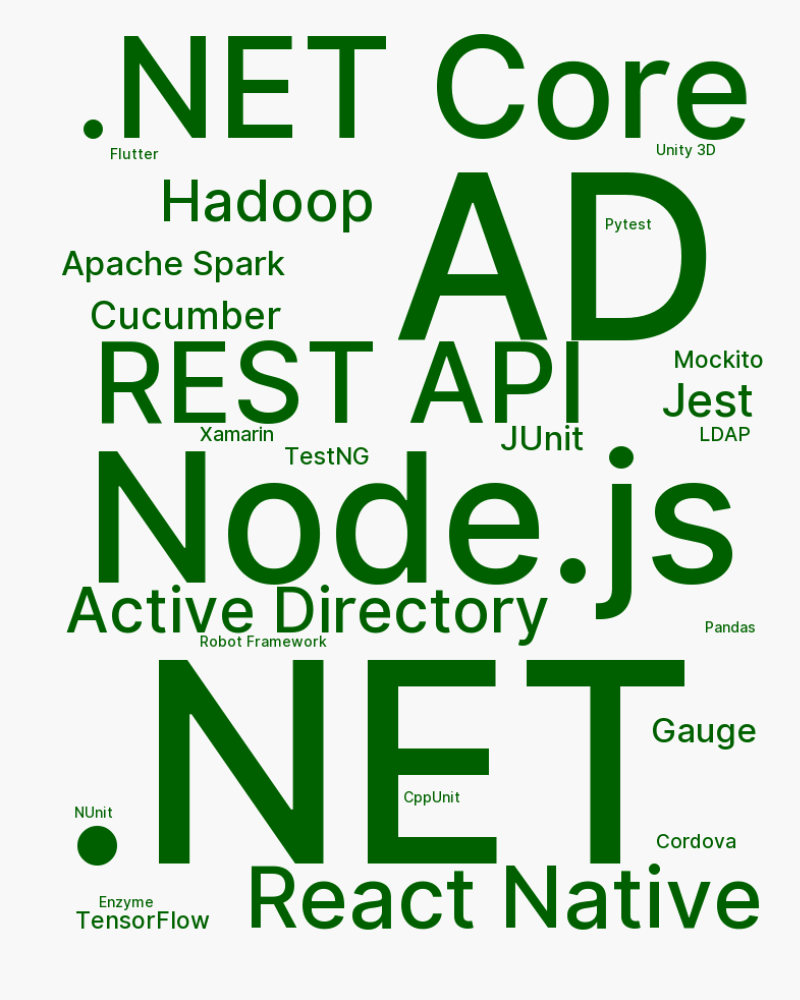 .NET Core
Flutter
Unity 3D
Hadoop
AD
Pytest
Apache Spark
Cucumber
REST API
Mockito
Jest
Xamarin
JUnit
LDAP
TestNG
Node.js
Active Directory
Pandas
Robot Framework
.NET
Gauge
CppUnit
NUnit
Cordova
React Native
Enzyme
TensorFlow